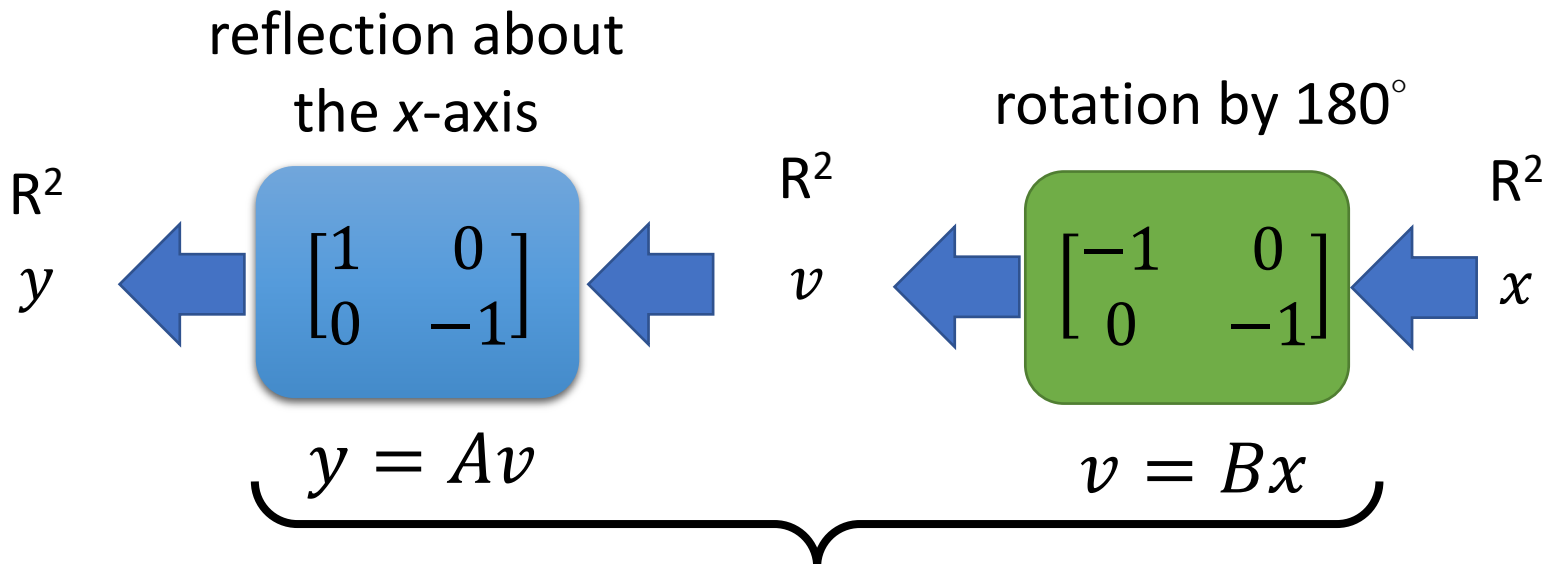 reflection about
the x-axis
rotation by 180°
R²
R²
R²
y
[1 0
0 −1]
v
[−1 0
0 −1]
x
y = Av
v = Bx